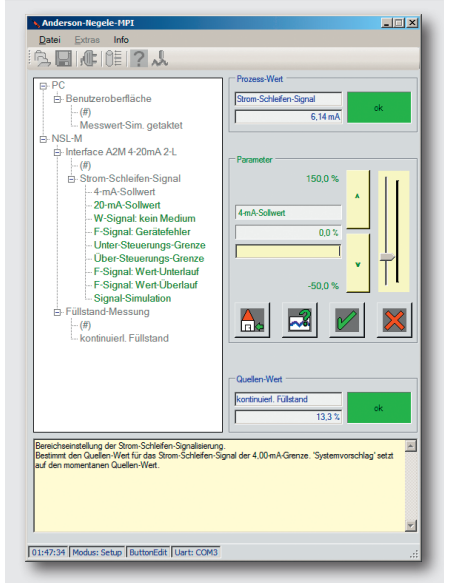 Anderson-Negele-MPI
Datei Extras Info
PC
Benutzeroberfläche
(#)
Messwert-Sim. getaktet
NSL-M
Interface A2M 4-20mA 2-L
(#)
Strom-Schleifen-Signal
4-mA-Sollwert
20-mA-Sollwert
W-Signal: kein Medium
F-Signal: Gerätefehler
Unter-Steuerungs-Grenze
Über-Steuerungs-Grenze
F-Signal: Wert-Unterlauf
F-Signal: Wert-Überlauf
Signal-Simulation
Füllstand-Messung
(#)
kontinuierl. Füllstand
Prozess-Wert
Strom-Schleifen-Signal
6,14 mA
ok
Parameter
150,0 %
4-mA-Sollwert
0,0 %
-50,0 %
Quellen-Wert
kontinuierl. Füllstand
13,3 %
ok
Bereichseinstellung der Strom-Schleifen-Signalisierung.
Bestimmt den Quellen-Wert für das Strom-Schleifen-Signal der 4,00-mA-Grenze. 'Systemvorschlag' setzt
auf den momentanen Quellen-Wert.
01:47:34 Modus: Setup ButtonEdit Uart: COM3